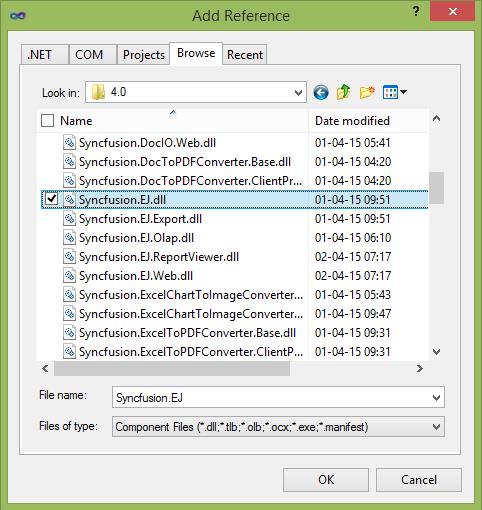 Add Reference
? x
.NET COM Projects Browse Recent
Look in: 4.0
Name Date modified
Syncfusion.DocIO.Web.dll 01-04-15 05:41
Syncfusion.DocToPDFConverter.Base.dll 01-04-15 04:20
Syncfusion.DocToPDFConverter.ClientPr... 01-04-15 04:20
Syncfusion.EJ.dll 01-04-15 09:51
Syncfusion.EJ.Export.dll 01-04-15 09:51
Syncfusion.EJ.Olap.dll 01-04-15 06:10
Syncfusion.EJ.ReportViewer.dll 02-04-15 07:17
Syncfusion.EJ.Web.dll 02-04-15 07:17
Syncfusion.ExcelChartToImageConverter... 01-04-15 05:43
Syncfusion.ExcelChartToImageConverter... 01-04-15 09:47
Syncfusion.ExcelToPDFConverter.Base.dll 01-04-15 09:31
Syncfusion.ExcelToPDFConverter.ClientP... 01-04-15 09:31
File name: Syncfusion.EJ
Files of type: Component Files (*.dll;*.tlb;*.olb;*.ocx;*.exe;*.manifest)
OK Cancel